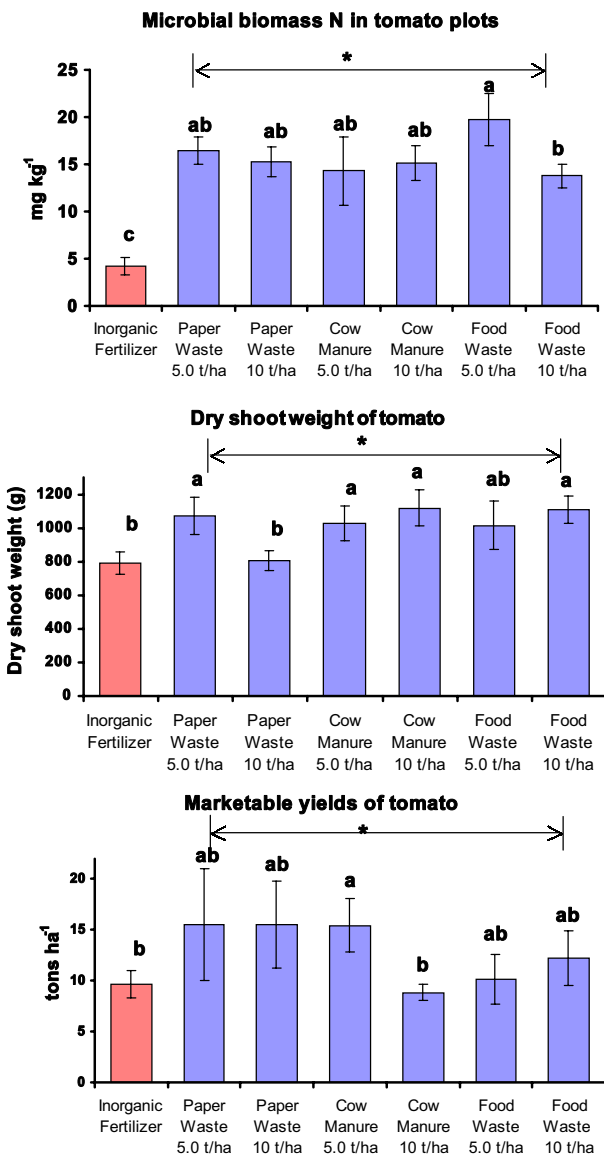 Microbial biomass N in tomato plots
*
25
20
15
10
5
0
mg kg⁻¹
c
ab
ab
ab
ab
a
b
Inorganic Fertilizer
Paper Waste 5.0 t/ha
Paper Waste 10 t/ha
Cow Manure 5.0 t/ha
Cow Manure 10 t/ha
Food Waste 5.0 t/ha
Food Waste 10 t/ha
Dry shoot weight of tomato
*
1200
1000
800
600
400
200
0
Dry shoot weight (g)
b
a
b
a
a
ab
a
Inorganic Fertilizer
Paper Waste 5.0 t/ha
Paper Waste 10 t/ha
Cow Manure 5.0 t/ha
Cow Manure 10 t/ha
Food Waste 5.0 t/ha
Food Waste 10 t/ha
Marketable yields of tomato
*
20
15
10
5
0
tons ha⁻¹
b
ab
ab
a
b
ab
ab
Inorganic Fertilizer
Paper Waste 5.0 t/ha
Paper Waste 10 t/ha
Cow Manure 5.0 t/ha
Cow Manure 10 t/ha
Food Waste 5.0 t/ha
Food Waste 10 t/ha